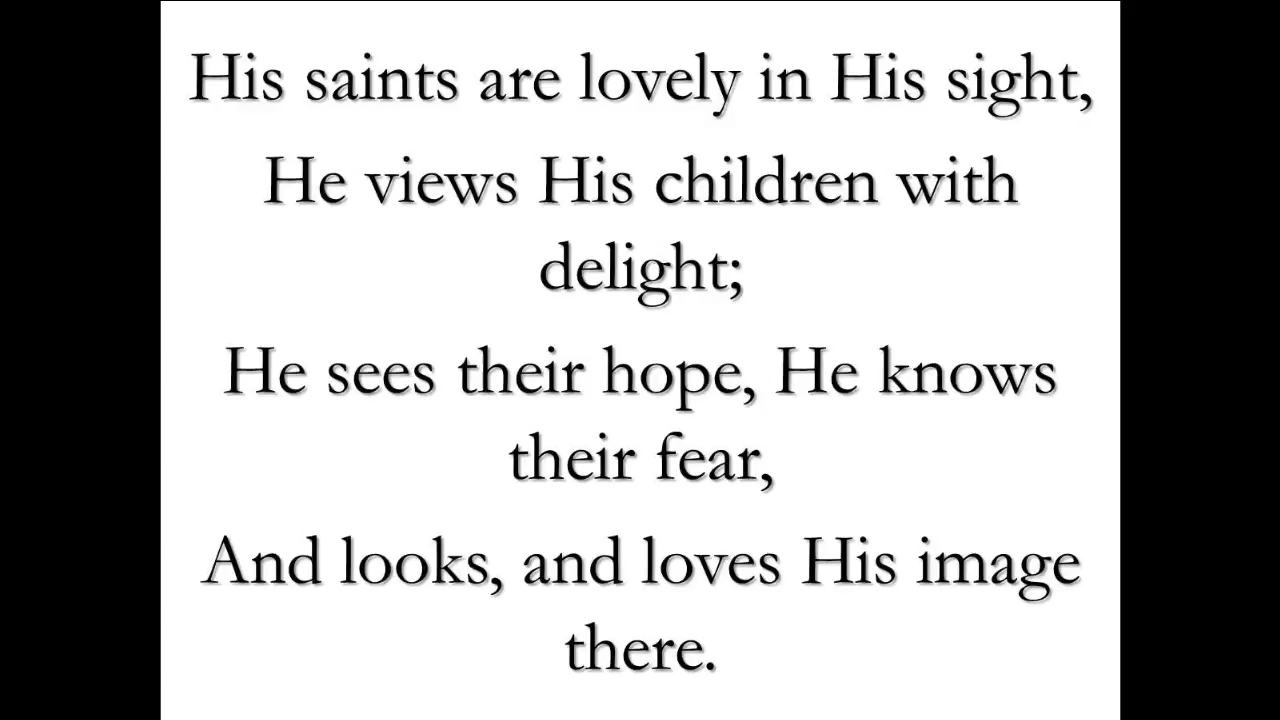 His saints are lovely in His sight,
He views His children with
delight;
He sees their hope, He knows
their fear,
And looks, and loves His image
there.